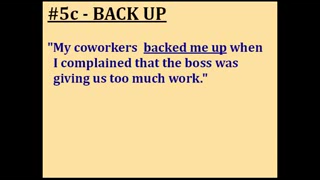 #5c - BACK UP
"My coworkers backed me up when
I complained that the boss was
giving us too much work."